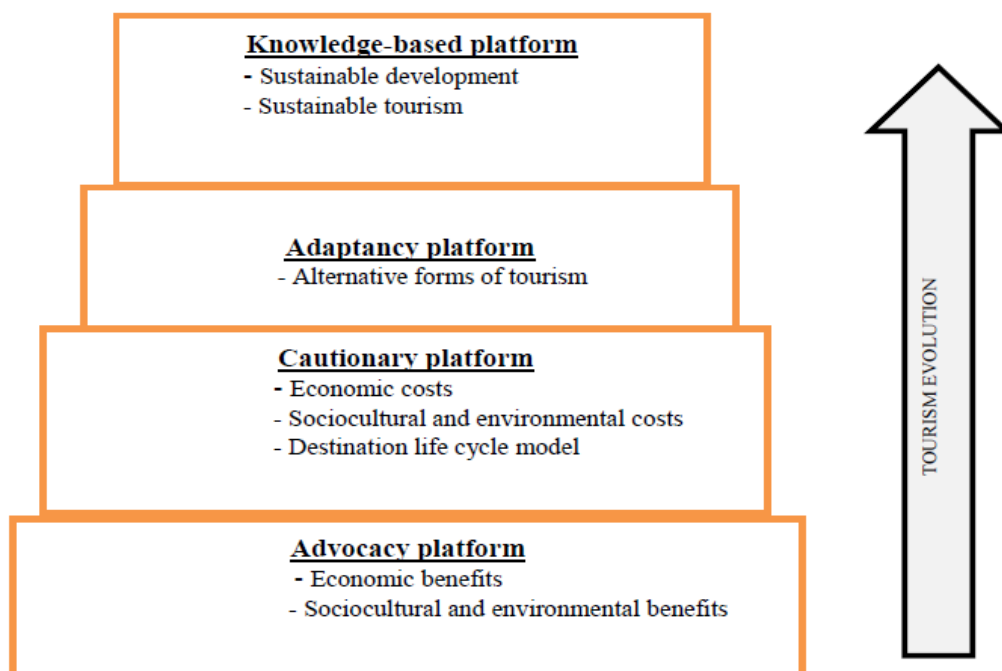 Knowledge-based platform
- Sustainable development
- Sustainable tourism
Adaptancy platform
- Alternative forms of tourism
Cautionary platform
- Economic costs
- Sociocultural and environmental costs
- Destination life cycle model
Advocacy platform
- Economic benefits
- Sociocultural and environmental benefits
TOURISM EVOLUTION